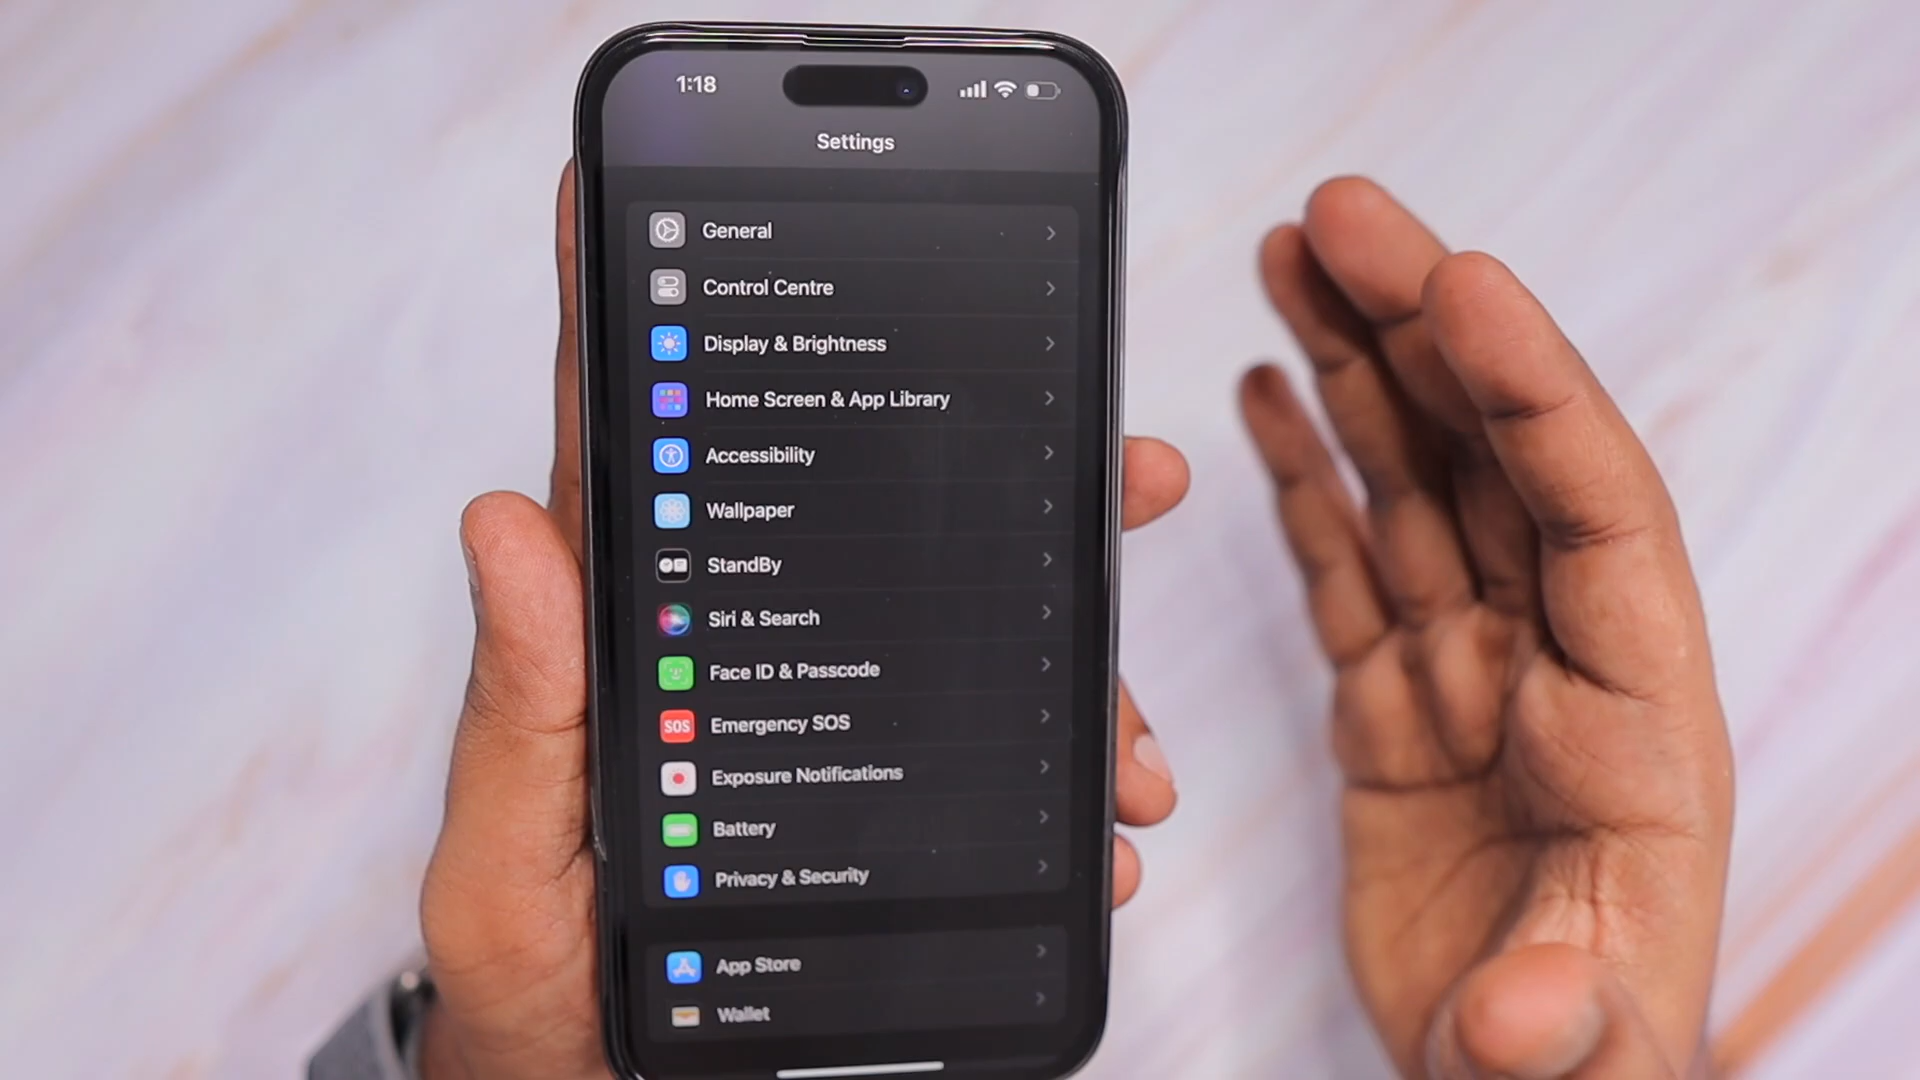 1:18
Settings
General
Control Centre
Display & Brightness
Home Screen & App Library
Accessibility
Wallpaper
StandBy
Siri & Search
Face ID & Passcode
SOS Emergency SOS
Exposure Notifications
Battery
Privacy & Security
App Store
Wallet